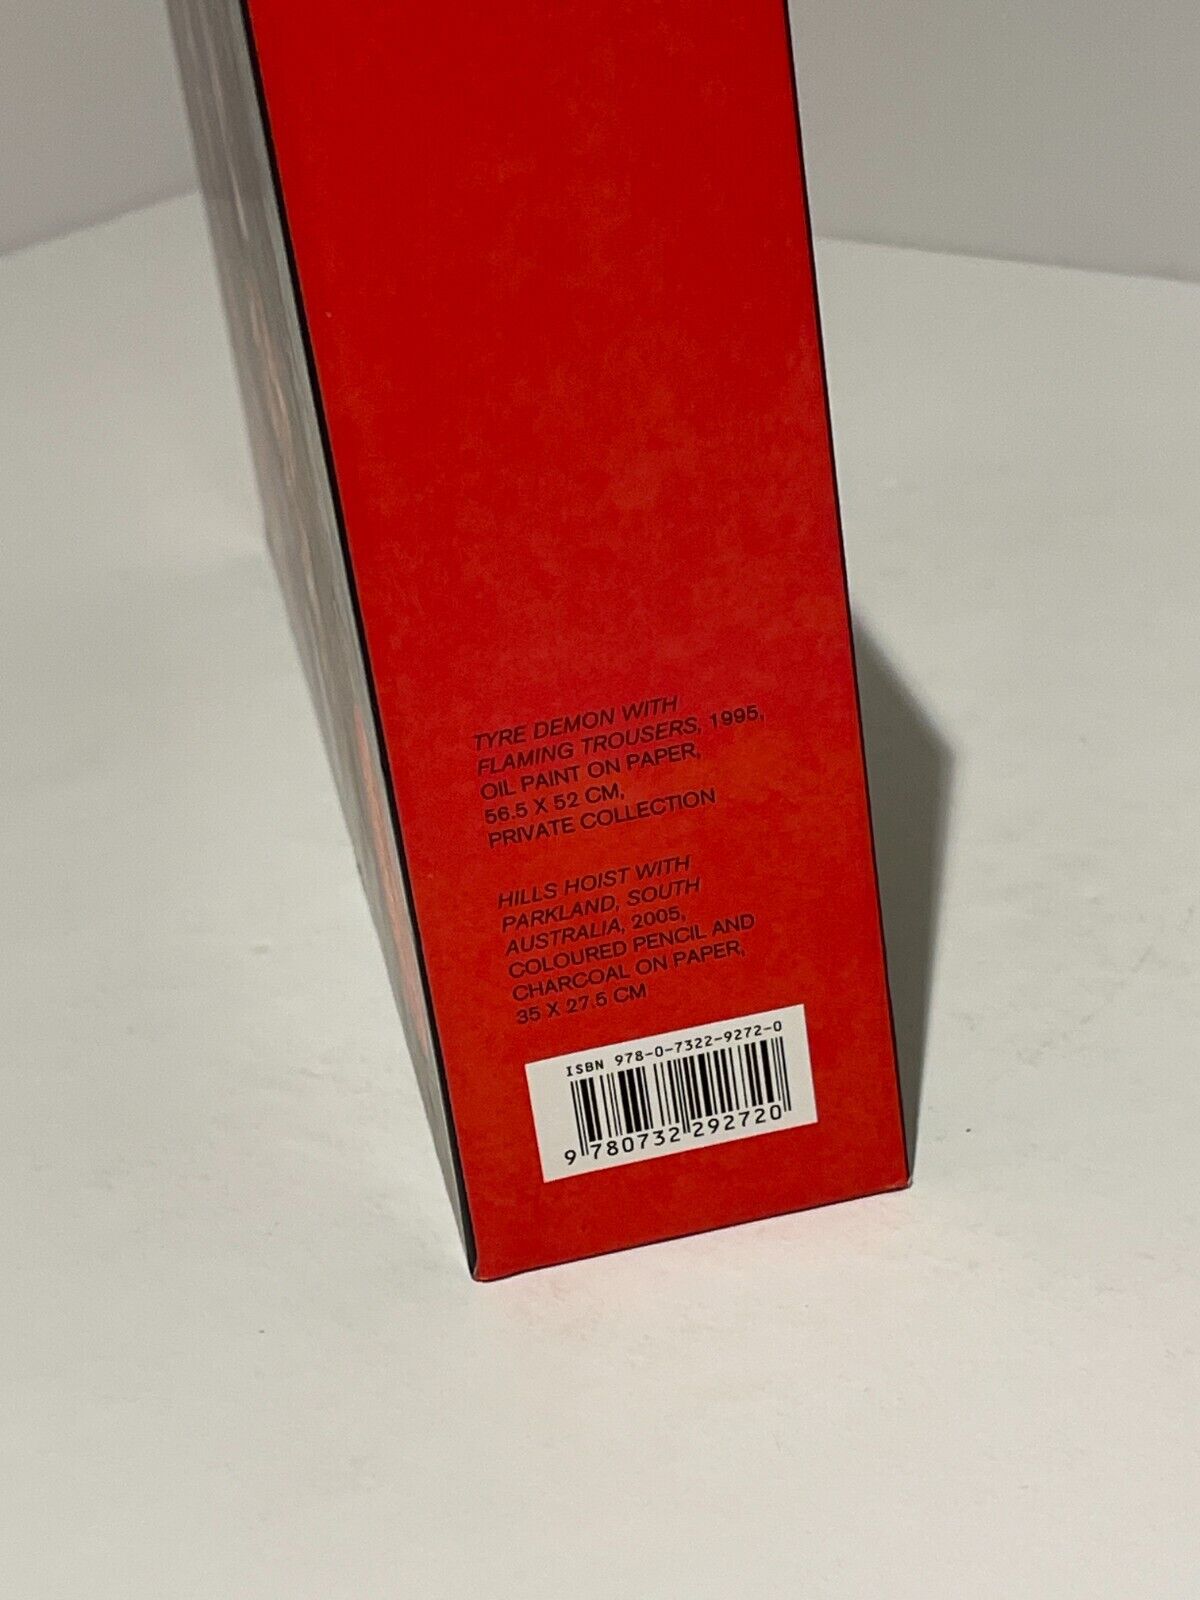 TYRE DEMON WITH
FLAMING TROUSERS, 1995,
OIL PAINT ON PAPER,
56.5 X 52 CM,
PRIVATE COLLECTION
HILLS HOIST WITH
PARKLAND, SOUTH
AUSTRALIA, 2005,
COLOURED PENCIL AND
CHARCOAL ON PAPER,
35 X 27.5 CM
ISBN 978-0-7322-9272-0
9 780732 292720